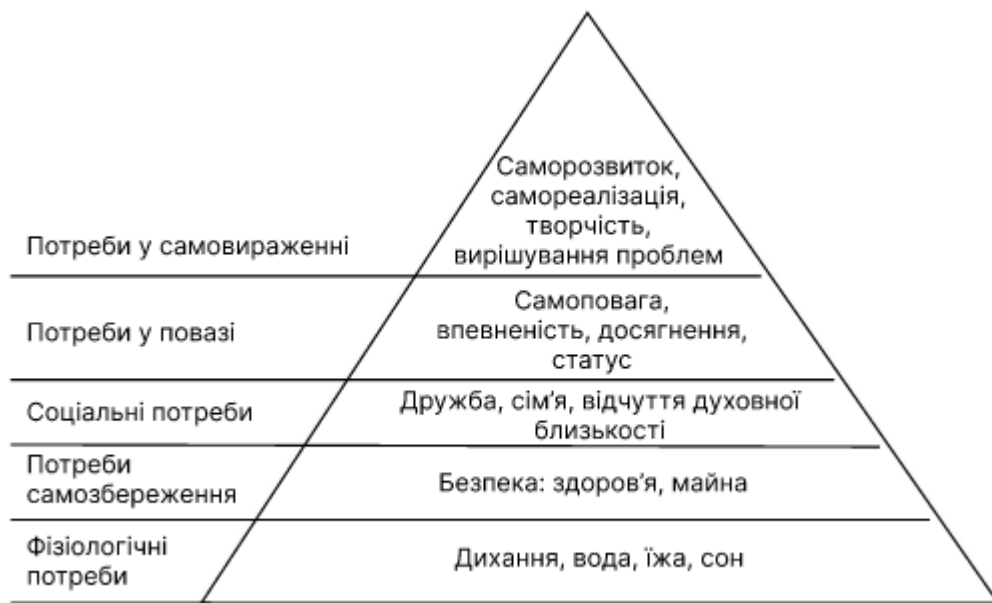 Саморозвиток,
самореалізація,
творчість,
вирішування проблем
Потреби у самовираженні
Самоповага,
впевненість, досягнення,
статус
Потреби у повазі
Дружба, сім’я, відчуття духовної
близькості
Соціальні потреби
Потреби
самозбереження
Безпека: здоров’я, майна
Фізіологічні
потреби
Дихання, вода, їжа, сон